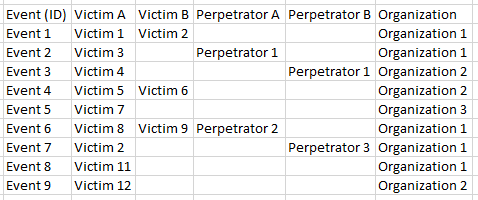 Event (ID) Victim A Victim B Perpetrator A Perpetrator B Organization
Event 1 Victim 1 Victim 2 Organization 1
Event 2 Victim 3 Perpetrator 1 Organization 1
Event 3 Victim 4 Perpetrator 1 Organization 2
Event 4 Victim 5 Victim 6 Organization 2
Event 5 Victim 7 Organization 3
Event 6 Victim 8 Victim 9 Perpetrator 2 Organization 1
Event 7 Victim 2 Perpetrator 3 Organization 1
Event 8 Victim 11 Organization 1
Event 9 Victim 12 Organization 2